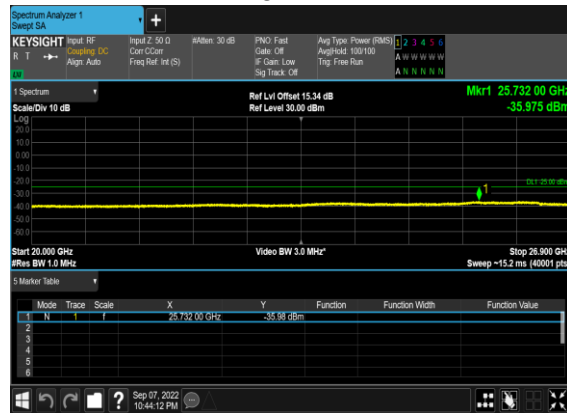 Spectrum Analyzer 1
Swept SA
+
KEYSIGHT
R T
Input: RF
Coupling: DC
Align: Auto
Input Z: 50 Ω
Corr CCorr
Freq Ref: Int (S)
#Atten: 30 dB
PNO: Fast
Gate: Off
IF Gain: Low
Sig Track: Off
Avg Type: Power (RMS)
Avg|Hold: 100/100
Trig: Free Run
1 2 3 4 5 6
A W W W W W
A N N N N N
1 Spectrum
Scale/Div 10 dB
Ref Lvl Offset 15.34 dB
Ref Level 30.00 dBm
Mkr1 25.732 00 GHz
-35.975 dBm
Log
20.0
10.0
0.00
-10.0
-20.0
-30.0
-40.0
-50.0
-60.0
DL1 -25.00 dBm
1
Start 20.000 GHz
#Res BW 1.0 MHz
Video BW 3.0 MHz*
Stop 26.900 GHz
Sweep ~15.2 ms (40001 pts)
5 Marker Table
Mode Trace Scale X Y Function Function Width Function Value
1 N 1 f 25.732 00 GHz -35.98 dBm
2
3
4
5
6
?
Sep 07, 2022
10:44:12 PM